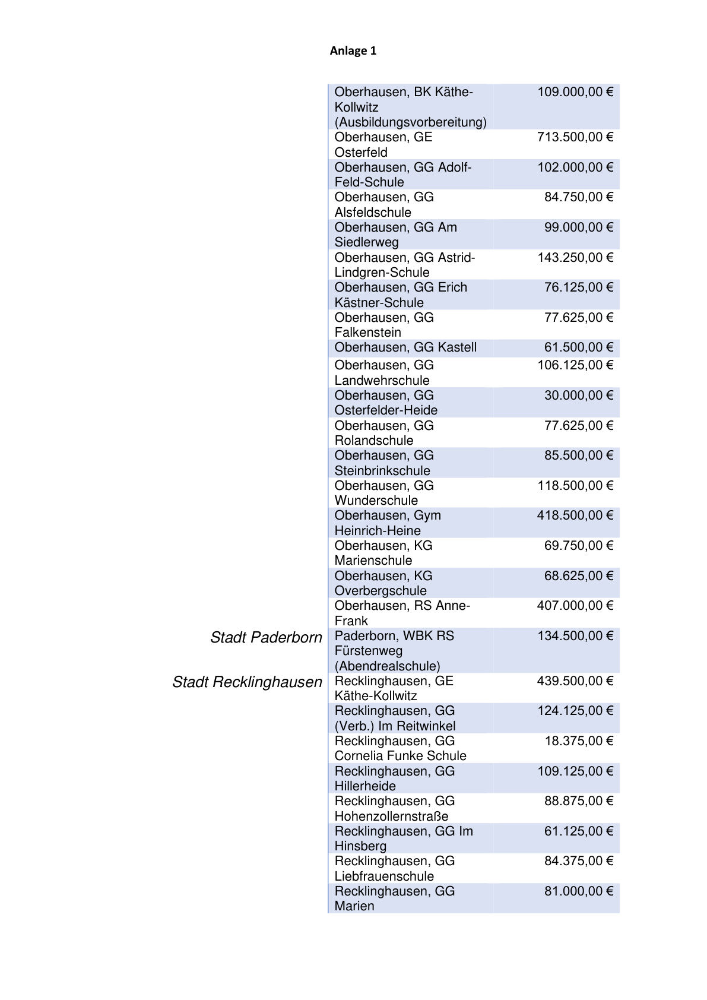 Anlage 1
Oberhausen, BK Käthe- 109.000,00 €
Kollwitz
(Ausbildungsvorbereitung)
Oberhausen, GE 713.500,00 €
Osterfeld
Oberhausen, GG Adolf- 102.000,00 €
Feld-Schule
Oberhausen, GG 84.750,00 €
Alsfeldschule
Oberhausen, GG Am 99.000,00 €
Siedlerweg
Oberhausen, GG Astrid- 143.250,00 €
Lindgren-Schule
Oberhausen, GG Erich 76.125,00 €
Kästner-Schule
Oberhausen, GG 77.625,00 €
Falkenstein
Oberhausen, GG Kastell 61.500,00 €
Oberhausen, GG 106.125,00 €
Landwehrschule
Oberhausen, GG 30.000,00 €
Osterfelder-Heide
Oberhausen, GG 77.625,00 €
Rolandschule
Oberhausen, GG 85.500,00 €
Steinbrinkschule
Oberhausen, GG 118.500,00 €
Wunderschule
Oberhausen, Gym 418.500,00 €
Heinrich-Heine
Oberhausen, KG 69.750,00 €
Marienschule
Oberhausen, KG 68.625,00 €
Overbergschule
Oberhausen, RS Anne- 407.000,00 €
Frank
Stadt Paderborn Paderborn, WBK RS 134.500,00 €
Fürstenweg
(Abendrealschule)
Stadt Recklinghausen Recklinghausen, GE 439.500,00 €
Käthe-Kollwitz
Recklinghausen, GG 124.125,00 €
(Verb.) Im Reitwinkel
Recklinghausen, GG 18.375,00 €
Cornelia Funke Schule
Recklinghausen, GG 109.125,00 €
Hillerheide
Recklinghausen, GG 88.875,00 €
Hohenzollernstraße
Recklinghausen, GG Im 61.125,00 €
Hinsberg
Recklinghausen, GG 84.375,00 €
Liebfrauenschule
Recklinghausen, GG 81.000,00 €
Marien